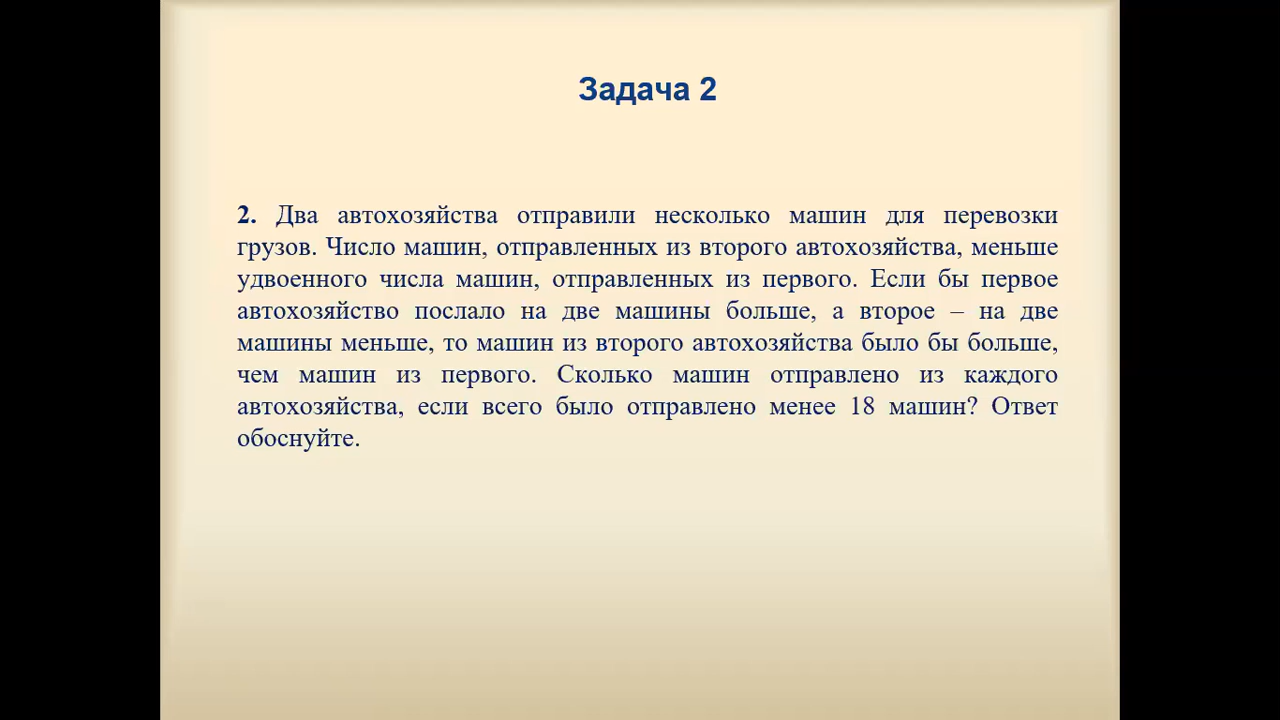 Задача 2
2. Два автохозяйства отправили несколько машин для перевозки
грузов. Число машин, отправленных из второго автохозяйства, меньше
удвоенного числа машин, отправленных из первого. Если бы первое
автохозяйство послало на две машины больше, а второе – на две
машины меньше, то машин из второго автохозяйства было бы больше,
чем машин из первого. Сколько машин отправлено из каждого
автохозяйства, если всего было отправлено менее 18 машин? Ответ
обоснуйте.